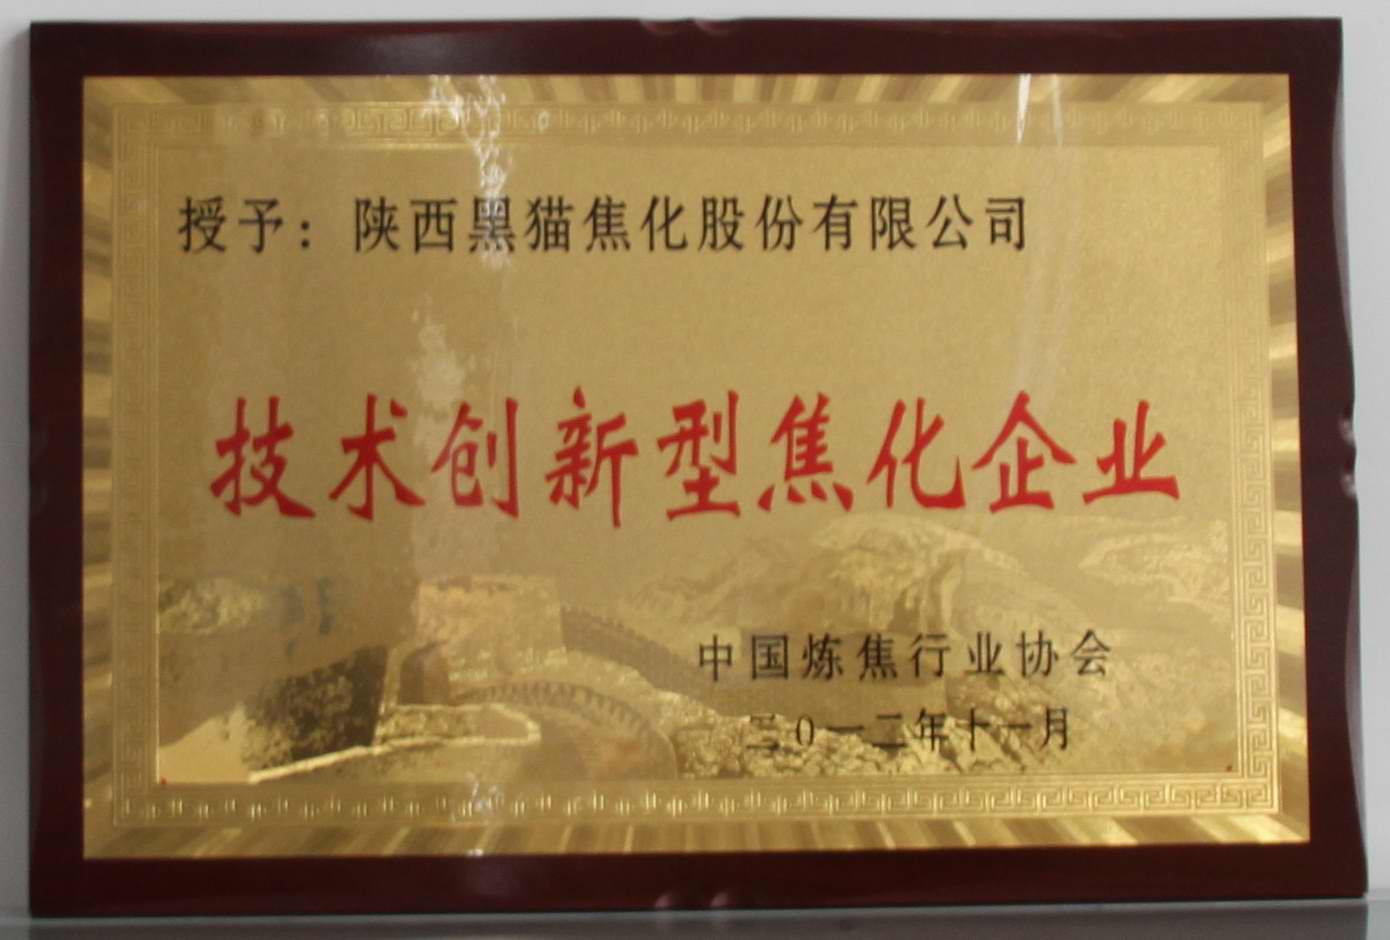 授予：陕西黑猫焦化股份有限公司
技术创新型焦化企业
中国炼焦行业协会
二0一二年十一月